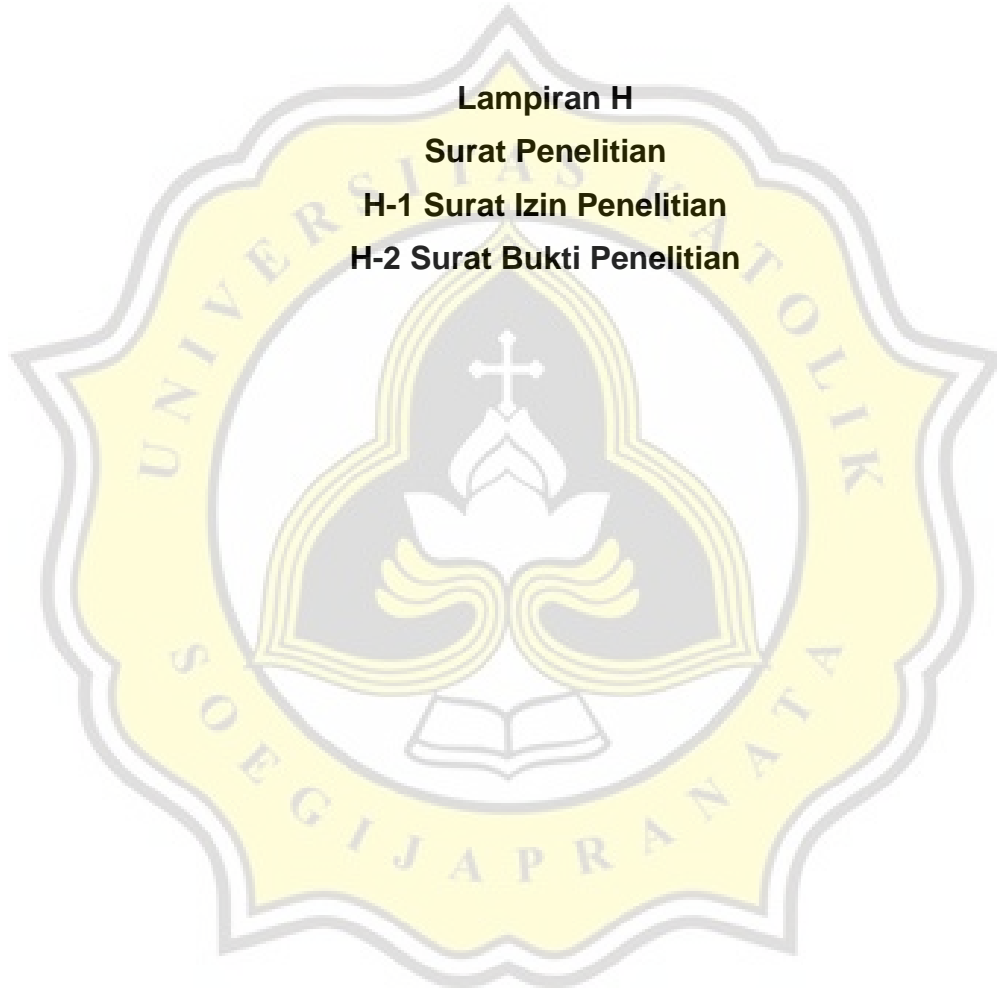 Lampiran H
Surat Penelitian
H-1 Surat Izin Penelitian
H-2 Surat Bukti Penelitian
UNIVERSITAS KATOLIK
SOEGIJAPRANATA